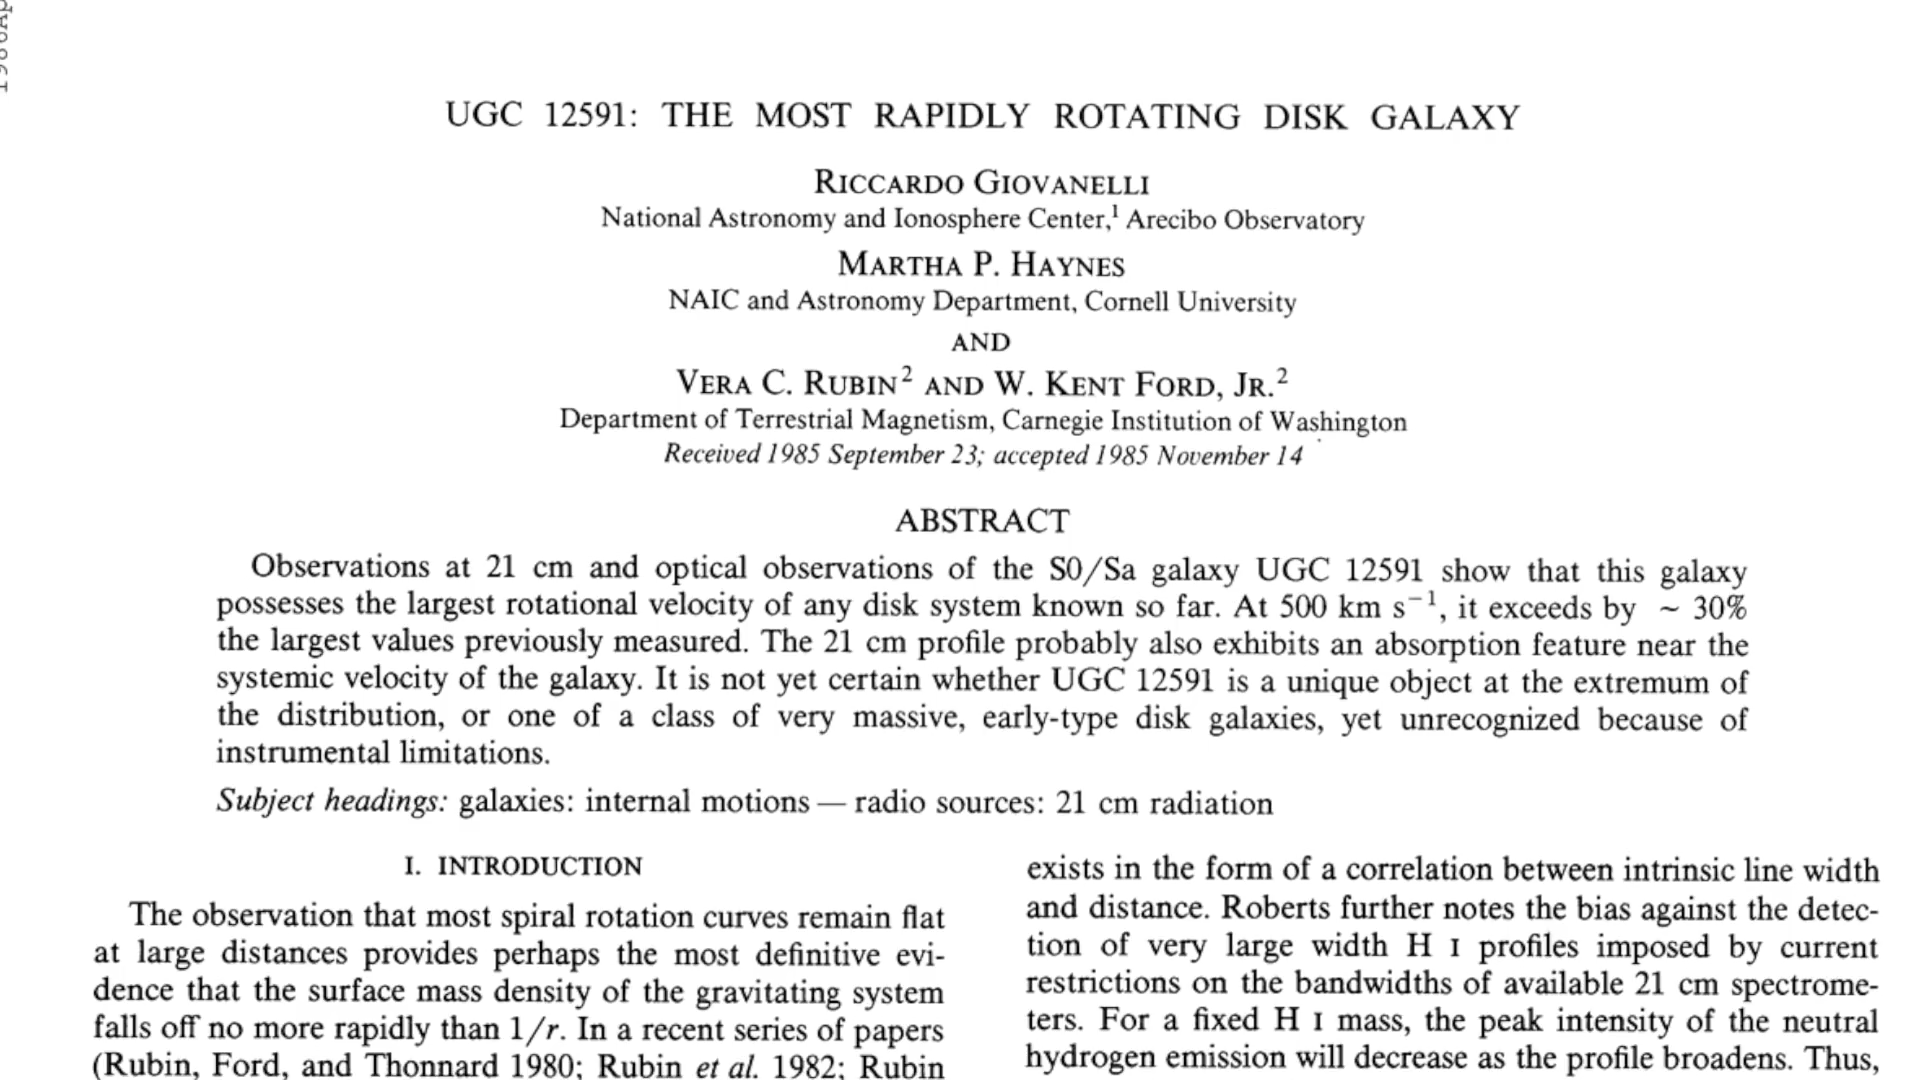 UGC 12591: THE MOST RAPIDLY ROTATING DISK GALAXY
RICCARDO GIOVANELLI
National Astronomy and Ionosphere Center,¹ Arecibo Observatory
MARTHA P. HAYNES
NAIC and Astronomy Department, Cornell University
AND
VERA C. RUBIN² AND W. KENT FORD, JR.²
Department of Terrestrial Magnetism, Carnegie Institution of Washington
Received 1985 September 23; accepted 1985 November 14
ABSTRACT
Observations at 21 cm and optical observations of the S0/Sa galaxy UGC 12591 show that this galaxy
possesses the largest rotational velocity of any disk system known so far. At 500 km s⁻¹, it exceeds by ~ 30%
the largest values previously measured. The 21 cm profile probably also exhibits an absorption feature near the
systemic velocity of the galaxy. It is not yet certain whether UGC 12591 is a unique object at the extremum of
the distribution, or one of a class of very massive, early-type disk galaxies, yet unrecognized because of
instrumental limitations.
Subject headings: galaxies: internal motions — radio sources: 21 cm radiation
I. INTRODUCTION
The observation that most spiral rotation curves remain flat
at large distances provides perhaps the most definitive evi-
dence that the surface mass density of the gravitating system
falls off no more rapidly than 1/r. In a recent series of papers
(Rubin, Ford, and Thonnard 1980; Rubin et al. 1982; Rubin
exists in the form of a correlation between intrinsic line width
and distance. Roberts further notes the bias against the detec-
tion of very large width H I profiles imposed by current
restrictions on the bandwidths of available 21 cm spectrome-
ters. For a fixed H I mass, the peak intensity of the neutral
hydrogen emission will decrease as the profile broadens. Thus,